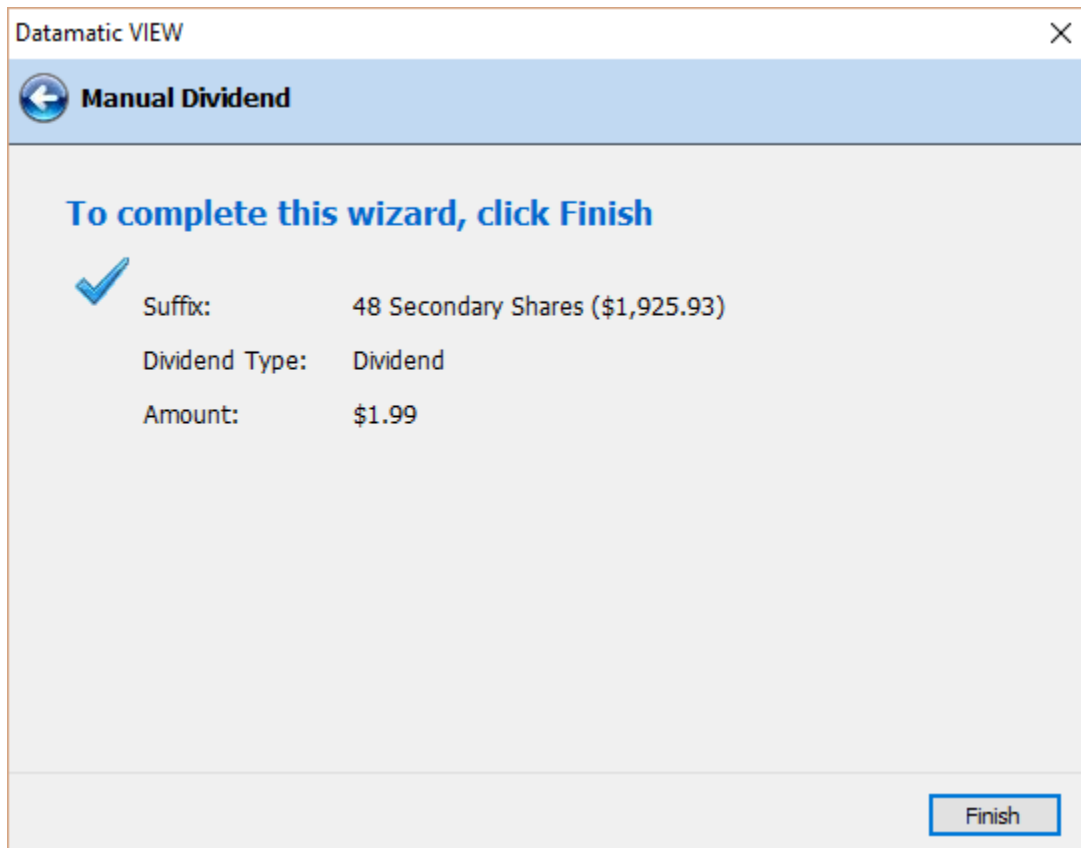 Datamatic VIEW
Manual Dividend
To complete this wizard, click Finish
Suffix: 48 Secondary Shares ($1,925.93)
Dividend Type: Dividend
Amount: $1.99
Finish